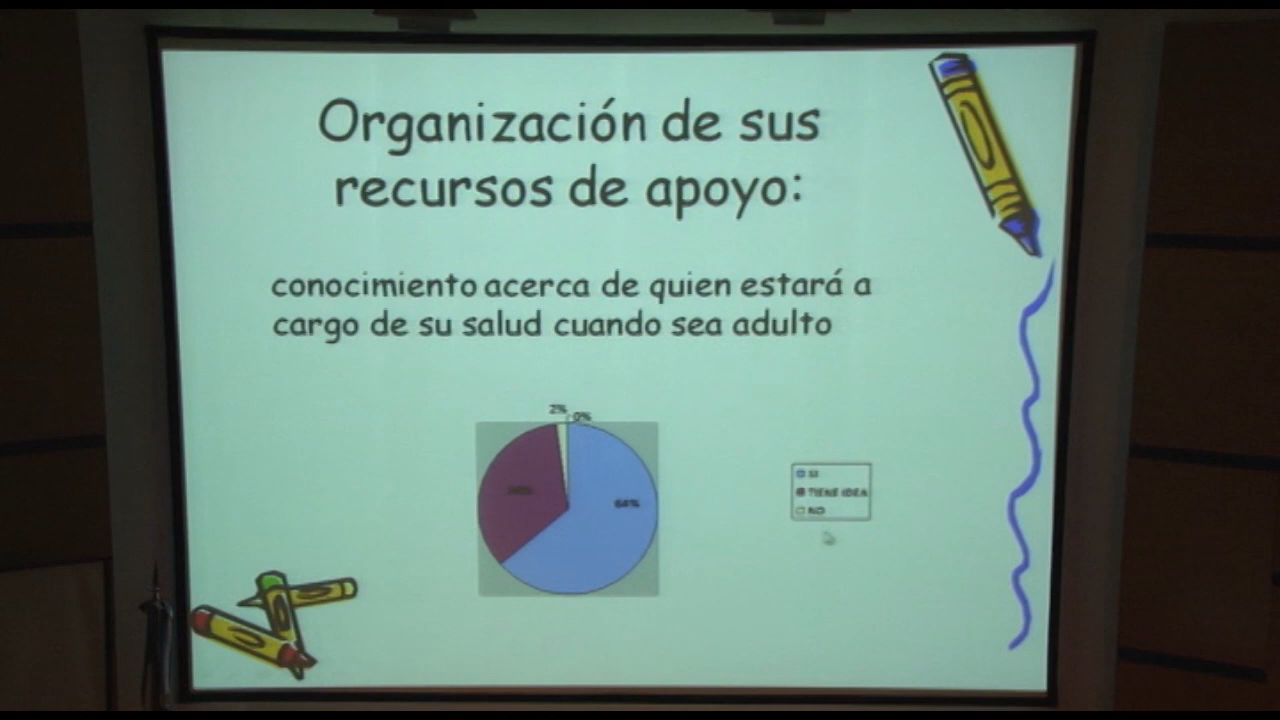 Organización de sus
recursos de apoyo:
conocimiento acerca de quien estará a
cargo de su salud cuando sea adulto
2% 0%
64%
SI
TIENE IDEA
NO